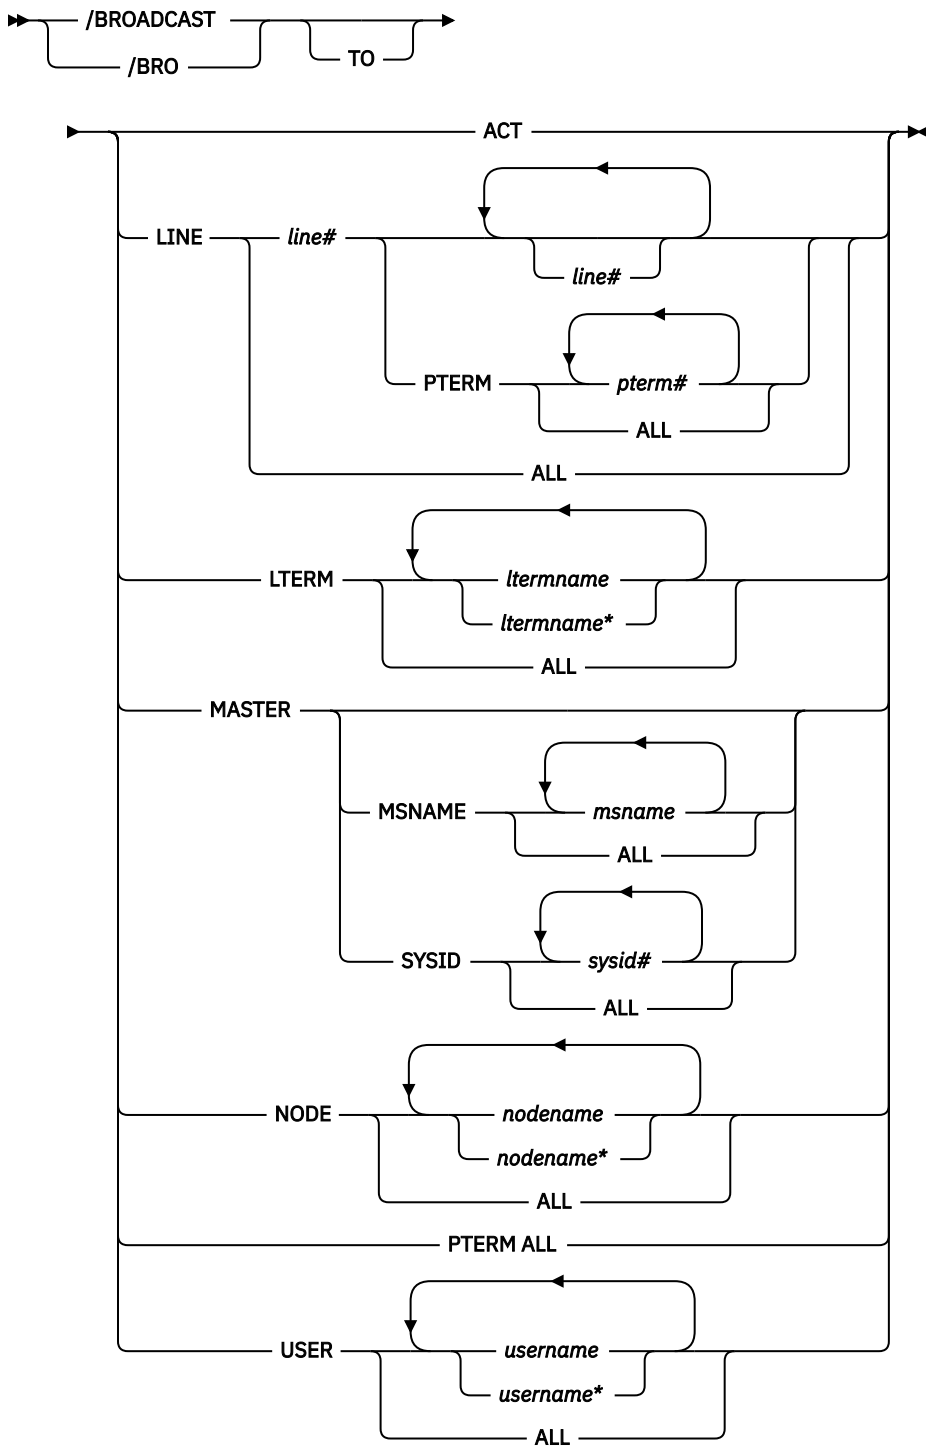 /BROADCAST
/BRO
TO
ACT
LINE line#
line#
PTERM pterm#
ALL
ALL
LTERM ltermname
ltermname*
ALL
MASTER
MSNAME msname
ALL
SYSID sysid#
ALL
NODE nodename
nodename*
ALL
PTERM ALL
USER username
username*
ALL